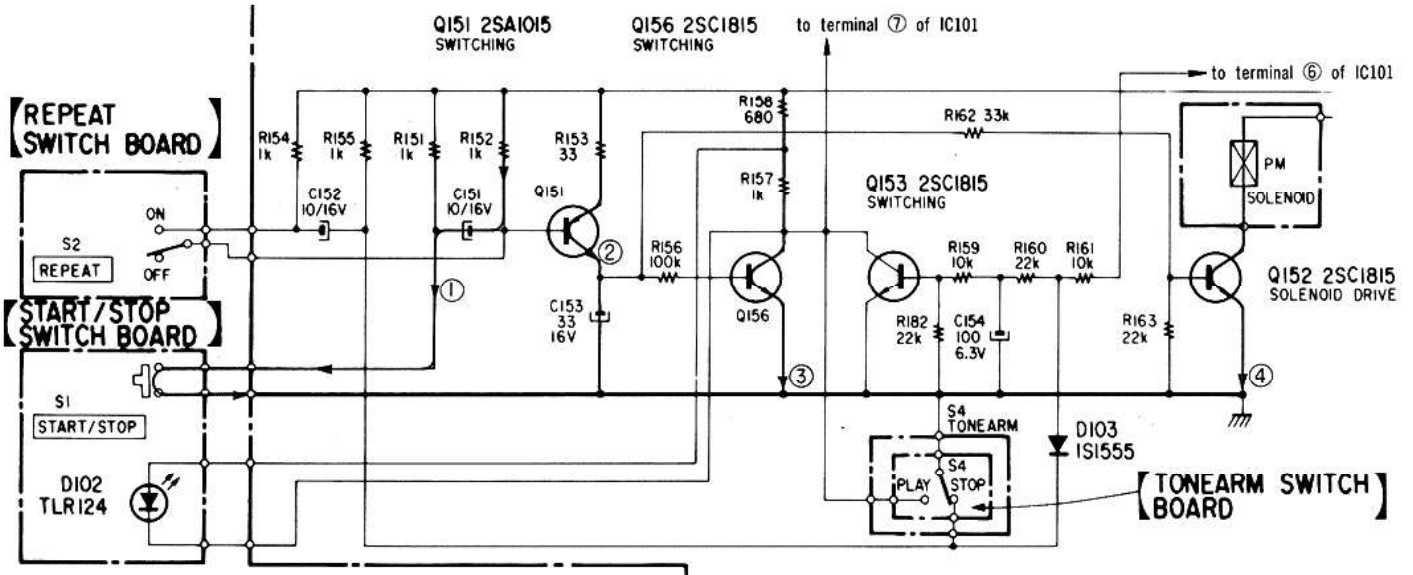 Q151 2SA1015
SWITCHING
Q156 2SC1815
SWITCHING
to terminal ⑦ of IC101
to terminal ⑥ of IC101
【REPEAT
SWITCH BOARD】
R154
1k
R155
1k
R151
1k
R152
1k
R153
33
R158
680
R162 33k
PM
SOLENOID
C152
10/16V
C151
10/16V
Q151
R157
1k
Q153 2SC1815
SWITCHING
ON
S2
REPEAT
OFF
②
R156
100k
R159
10k
R160
22k
R161
10k
Q152 2SC1815
SOLENOID DRIVE
①
【START/STOP
SWITCH BOARD】
C153
33
16V
Q156
R182
22k
C154
100
6.3V
R163
22k
③
④
S1
START/STOP
S4
TONEARM
D103
1S1555
D102
TLR124
S4
PLAY
STOP
【TONEARM SWITCH
BOARD】